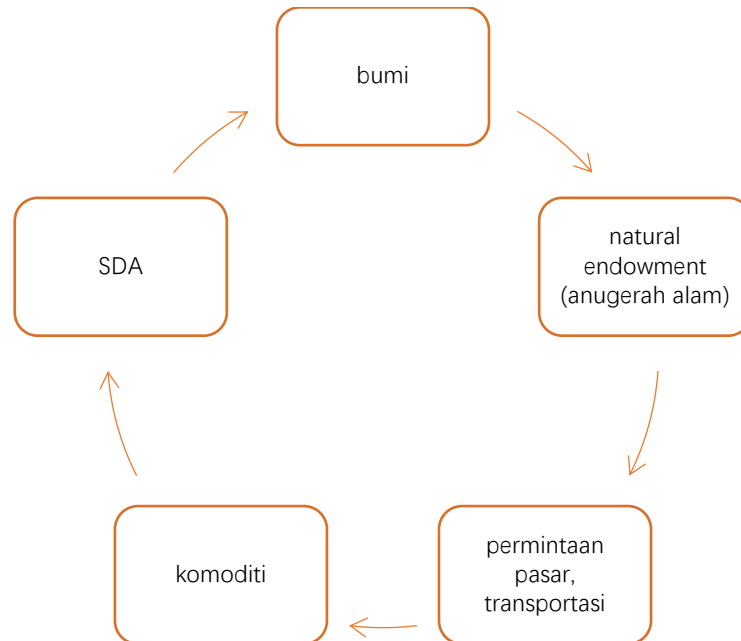 bumi
natural
endowment
(anugerah alam)
permintaan
pasar,
transportasi
komoditi
SDA